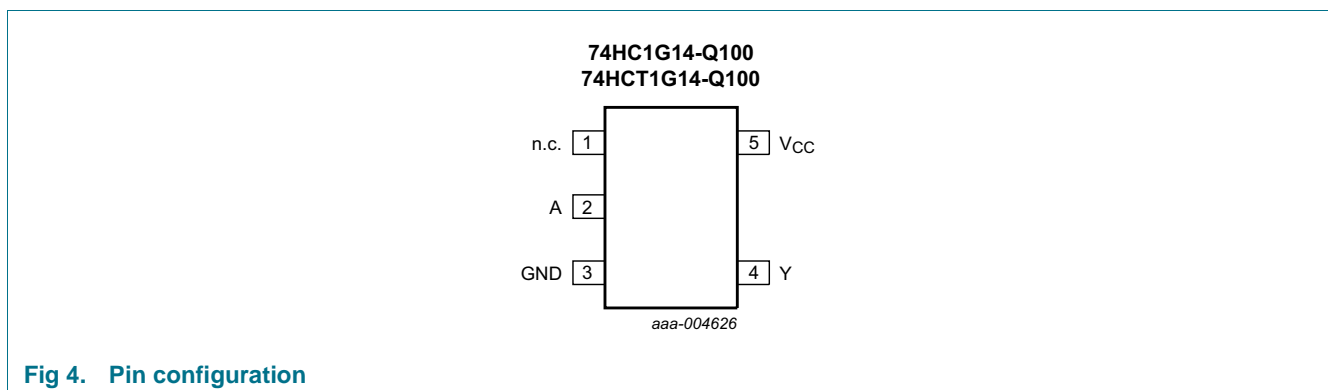 74HC1G14-Q100
74HCT1G14-Q100
n.c. 1
5 VCC
A 2
GND 3
4 Y
aaa-004626
Fig 4. Pin configuration